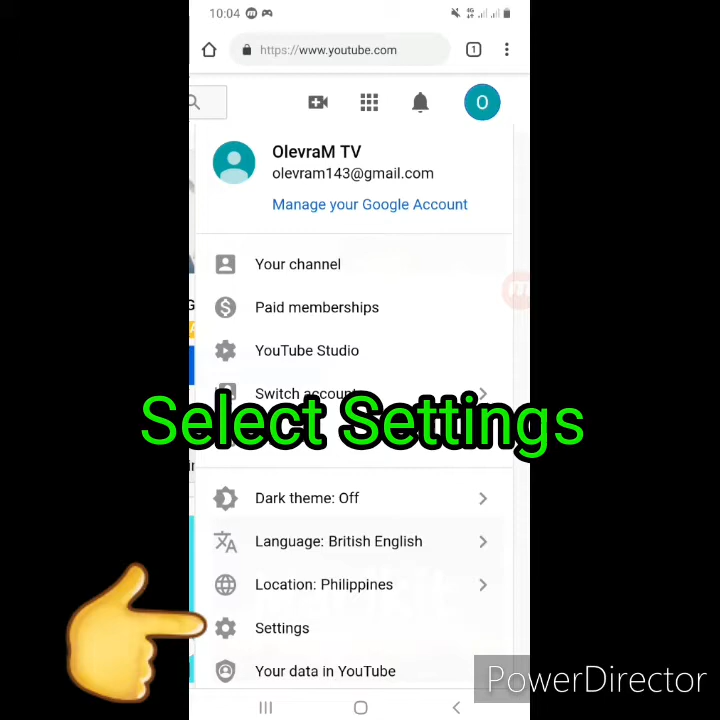 10:04
4G
https://www.youtube.com
1
O
OlevraM TV
olevram143@gmail.com
Manage your Google Account
Your channel
Paid memberships
YouTube Studio
Switch account
Select Settings
Dark theme: Off
Language: British English
Location: Philippines
Settings
Your data in YouTube
PowerDirector